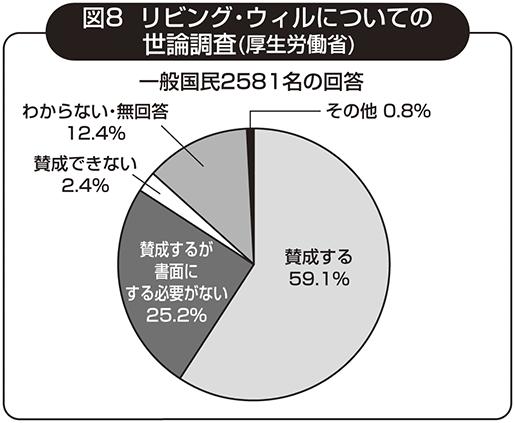 図8 リビング・ウィルについての
世論調査(厚生労働省)
一般国民2581名の回答
わからない・無回答
12.4%
その他 0.8%
賛成できない
2.4%
賛成する
59.1%
賛成するが
書面に
する必要がない
25.2%